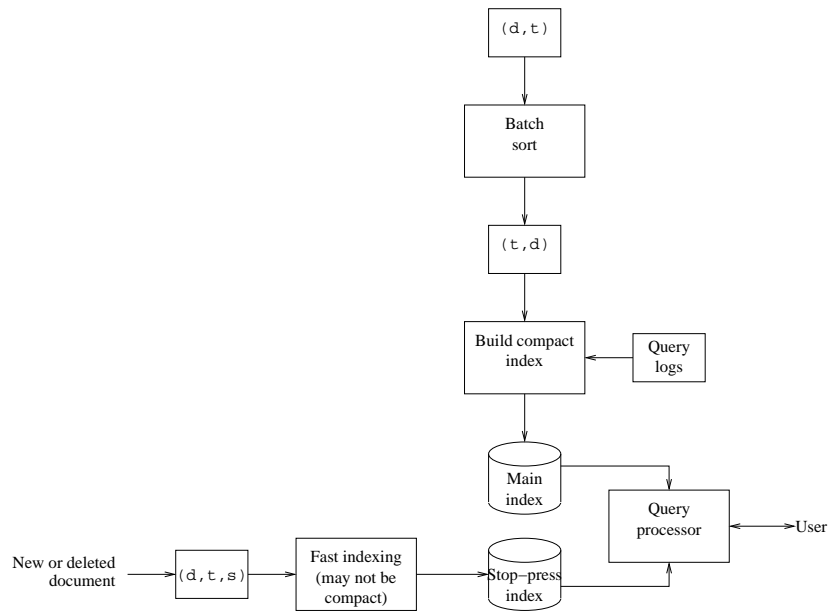 (d,t)
Batch
sort
(t,d)
Build compact
index
Query
logs
Main
index
Query
processor
User
New or deleted
document
(d,t,s)
Fast indexing
(may not be
compact)
Stop−press
index